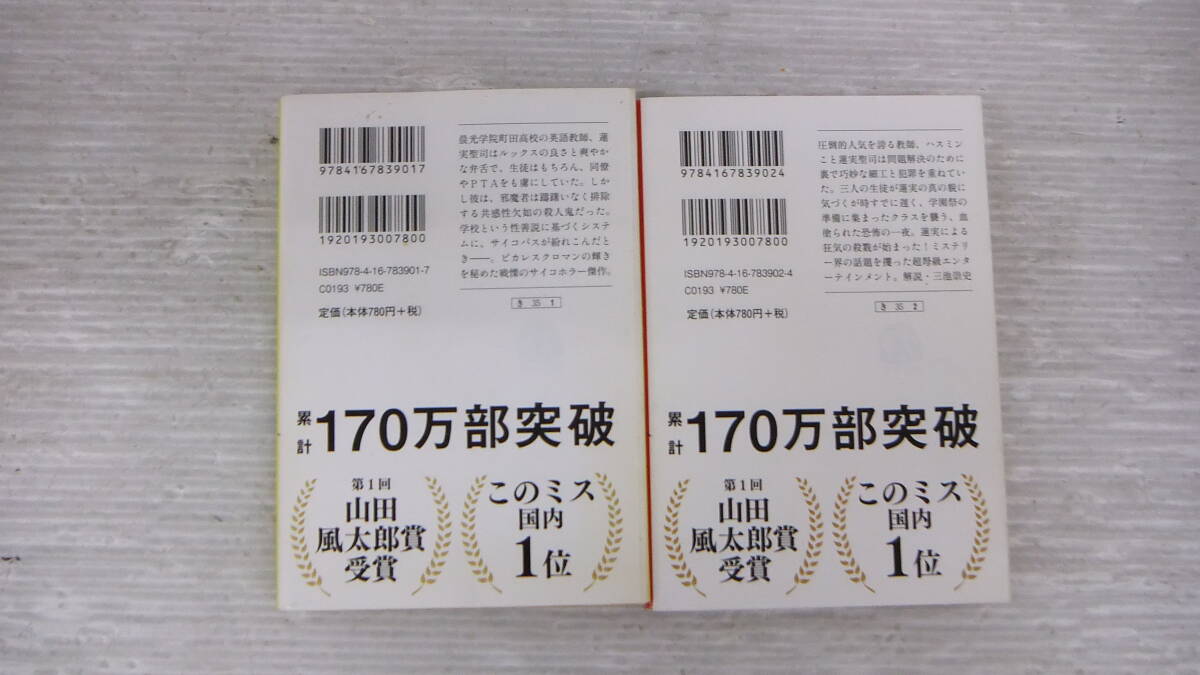 9784167839017
1920193007800
ISBN978-4-16-783901-7
C0193 ¥780E
定価(本体780円+税)
晨光学院町田高校の英語教師、蓮
実聖司はルックスの良さと爽やか
な弁舌で、生徒はもちろん、同僚
やPTAをも虜にしていた。しか
し彼は、邪魔者は躊躇いなく排除
する共感性欠如の殺人鬼だった。
学校という性善説に基づくシステ
ムに、サイコパスが紛れこんだと
き――。ピカレスクロマンの輝き
を秘めた戦慄のサイコホラー傑作。
き 35 1
累計 170万部突破
第1回
山田
風太郎賞
受賞
このミス
国内
1位
9784167839024
1920193007800
ISBN978-4-16-783902-4
C0193 ¥780E
定価(本体780円+税)
圧倒的人気を誇る教師、ハスミン
こと蓮実聖司は問題解決のために
裏で巧妙な細工と犯罪を重ねてい
た。三人の生徒が蓮実の真の貌に
気づくが時すでに遅く、学園祭の
準備に集まったクラスを襲う、血
塗られた恐怖の一夜。蓮実による
狂気の殺戮が始まった！ミステリ
ー界の話題を攫った超弩級エンタ
ーテインメント。解説・三池崇史
き 35 2
累計 170万部突破
第1回
山田
風太郎賞
受賞
このミス
国内
1位